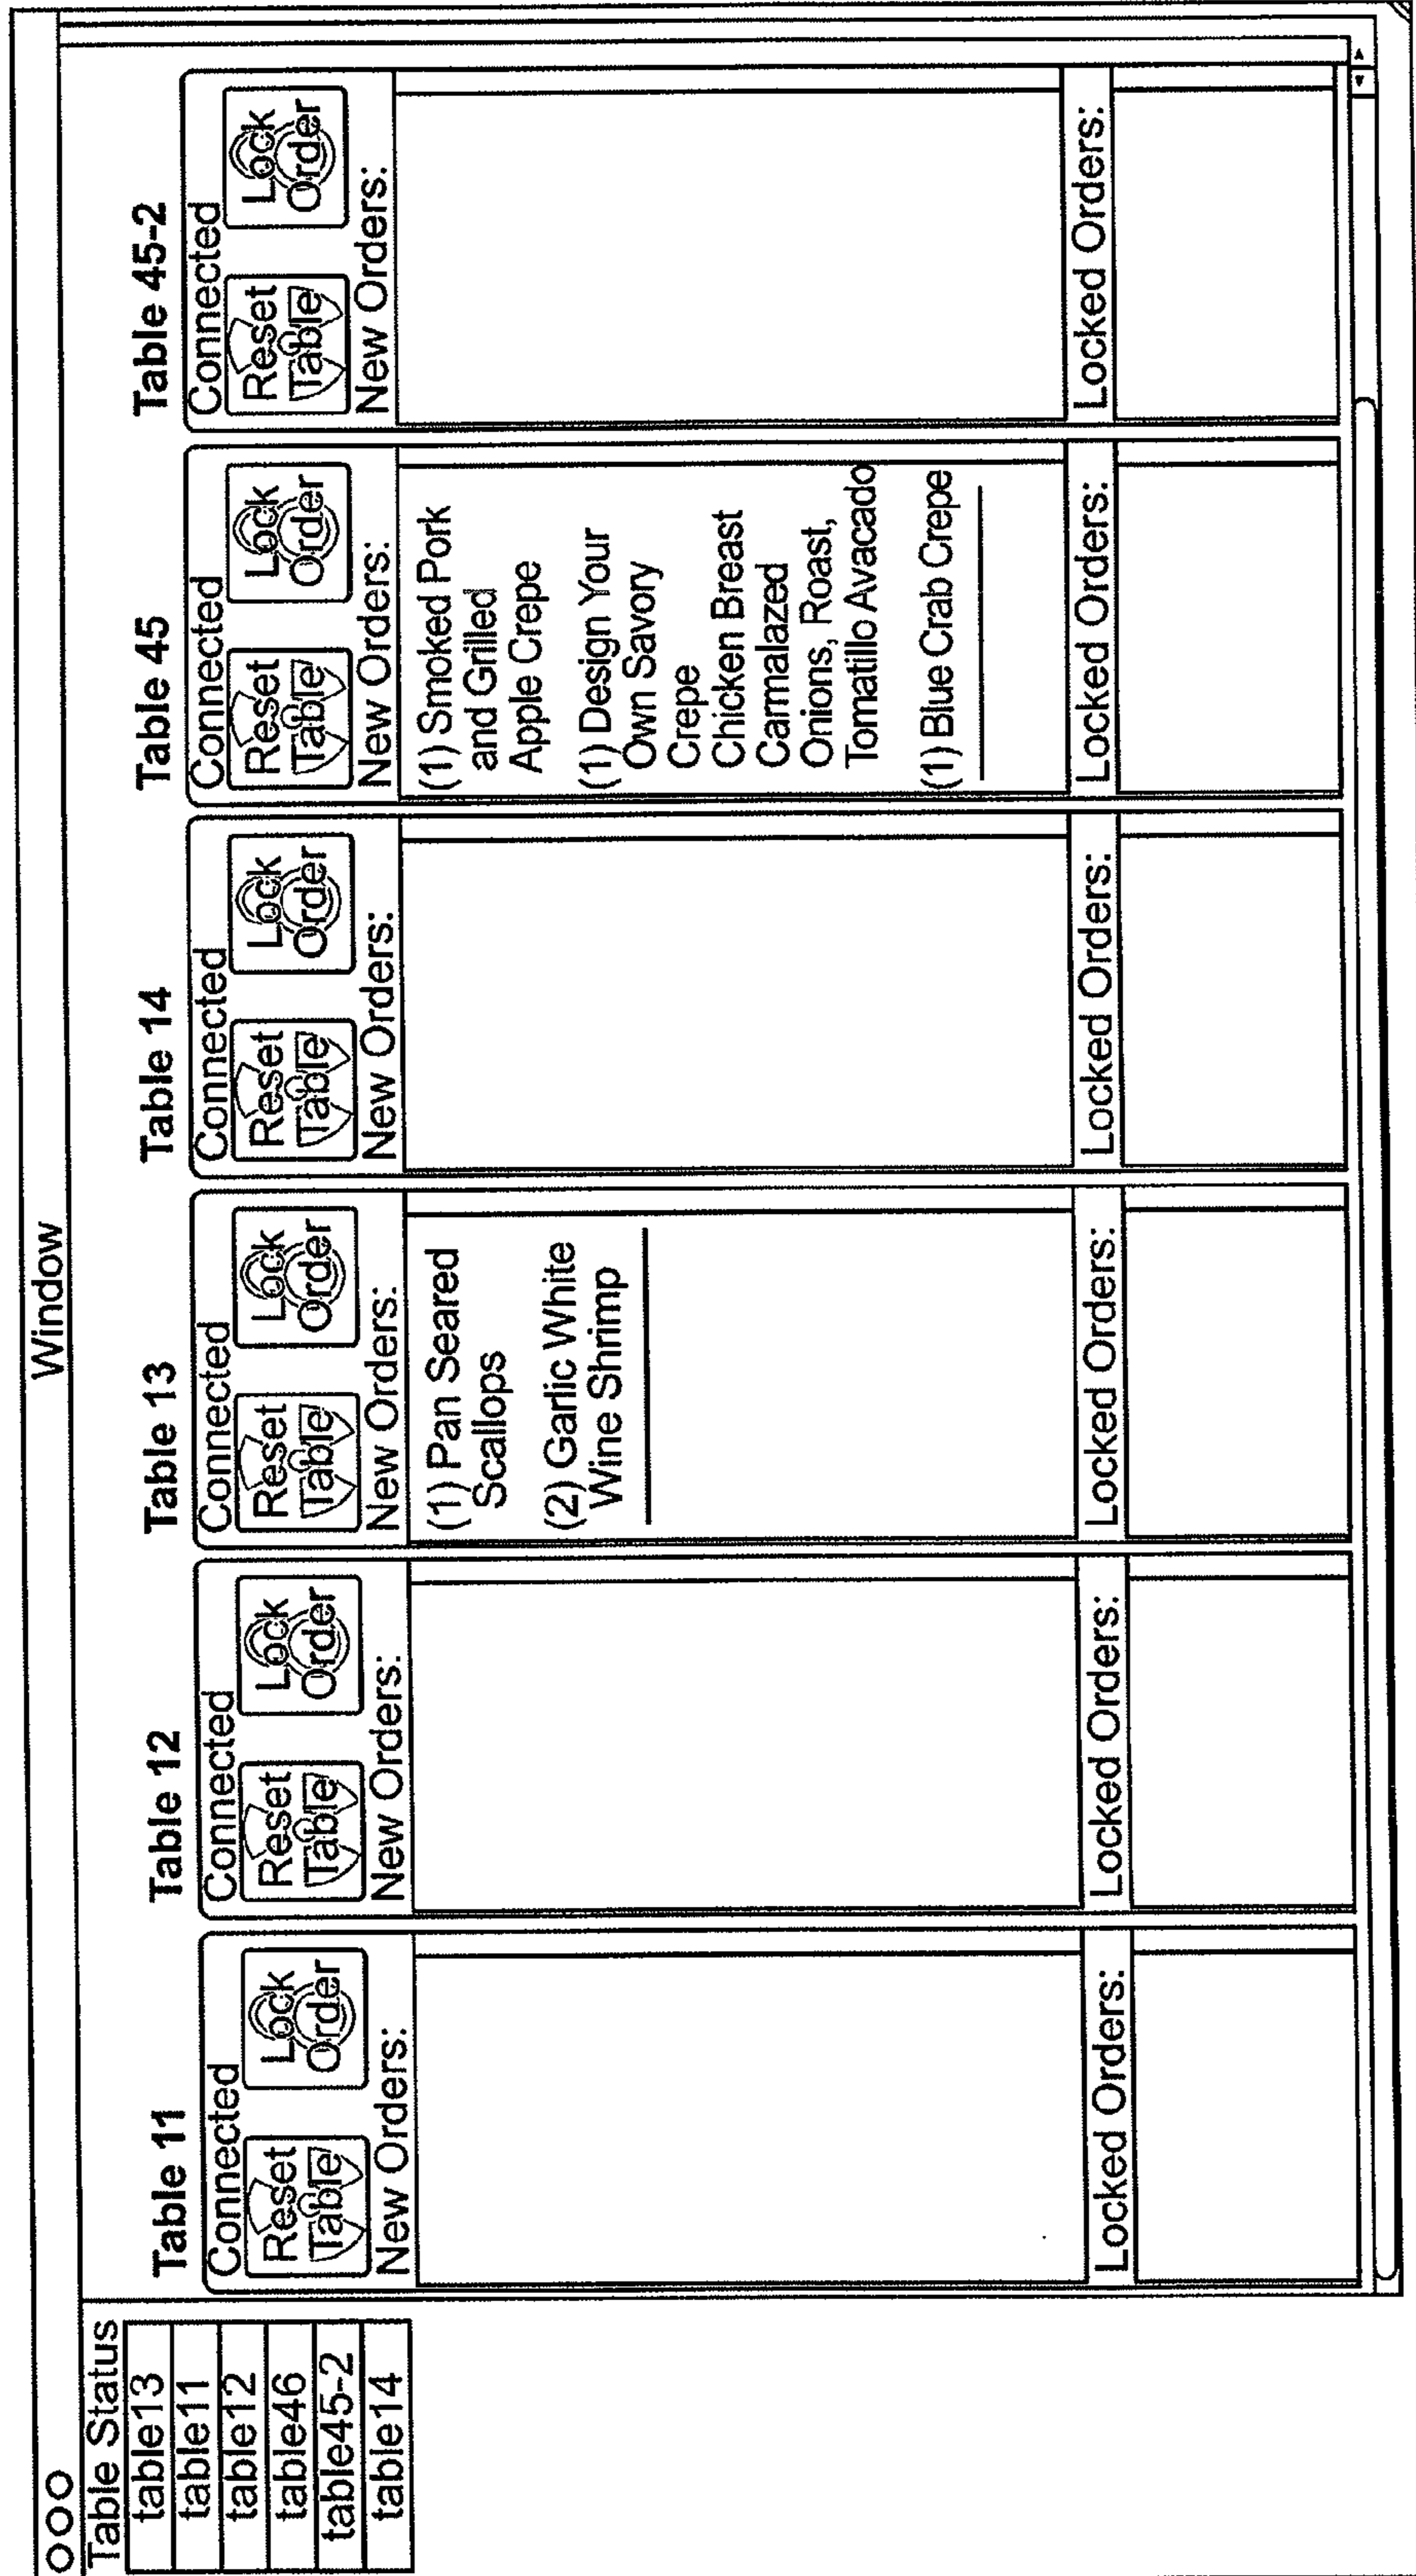 Window
Table Status
table13
table11
table12
table46
table45-2
table14
Table 11
Connected
Reset
Table
Lock
Order
New Orders:
Locked Orders:
Table 12
Connected
Reset
Table
Lock
Order
New Orders:
Locked Orders:
Table 13
Connected
Reset
Table
Lock
Order
New Orders:
(1) Pan Seared
Scallops
(2) Garlic White
Wine Shrimp
Locked Orders:
Table 14
Connected
Reset
Table
Lock
Order
New Orders:
Locked Orders:
Table 45
Connected
Reset
Table
Lock
Order
New Orders:
(1) Smoked Pork
and Grilled
Apple Crepe
(1) Design Your
Own Savory
Crepe
Chicken Breast
Carmalazed
Onions, Roast,
Tomatillo Avacado
(1) Blue Crab Crepe
Locked Orders:
Table 45-2
Connected
Reset
Table
Lock
Order
New Orders:
Locked Orders: